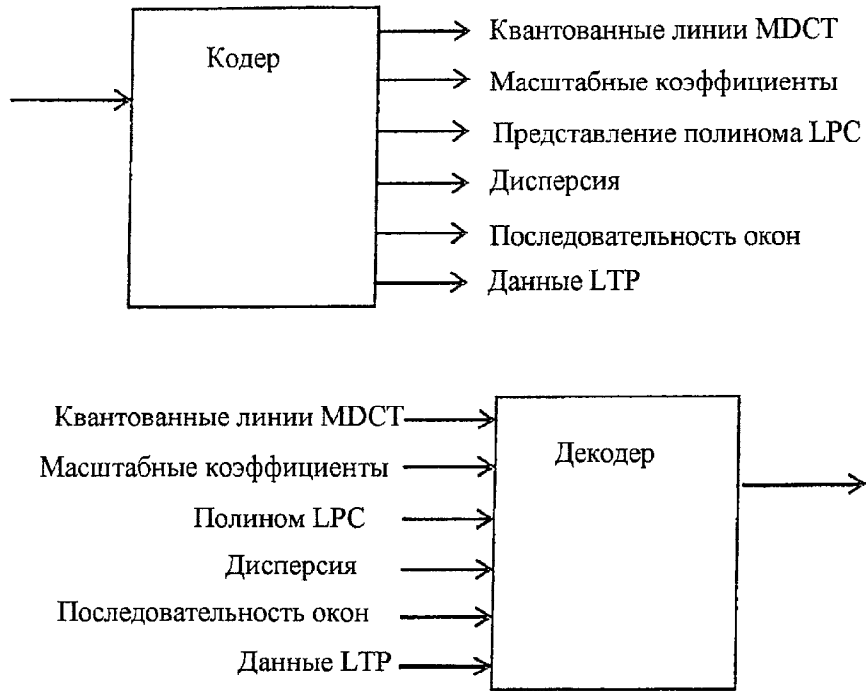 Кодер
Квантованные линии MDCT
Масштабные коэффициенты
Представление полинома LPC
Дисперсия
Последовательность окон
Данные LTP
Квантованные линии MDCT
Масштабные коэффициенты
Полином LPC
Дисперсия
Последовательность окон
Данные LTP
Декодер